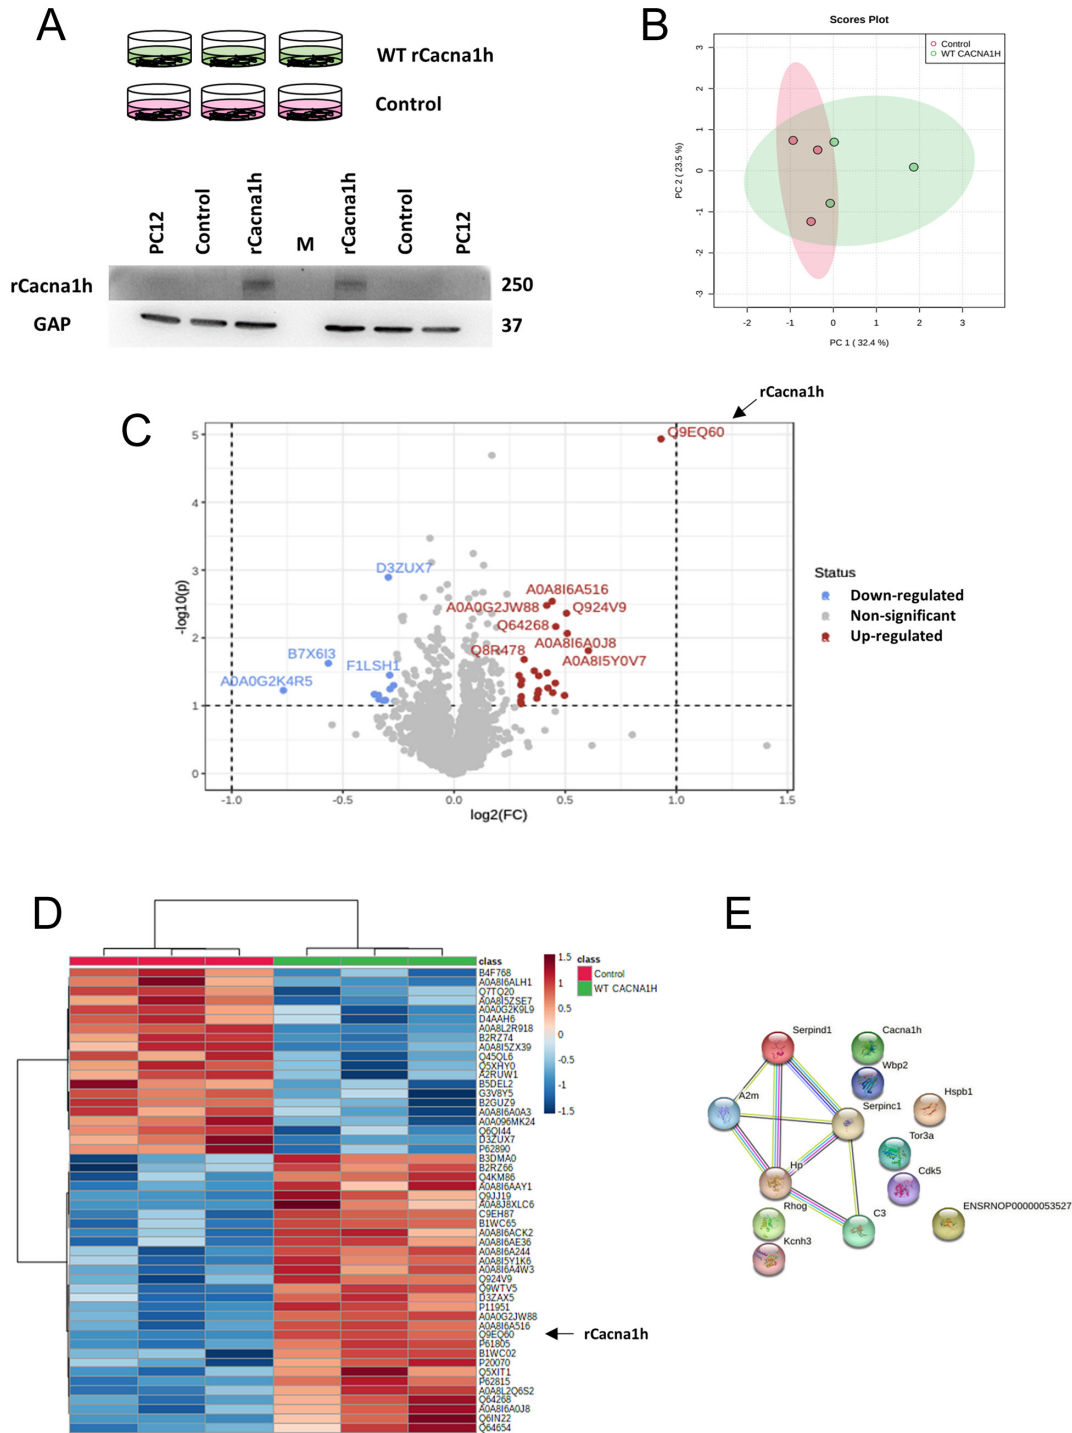 A
WT rCacna1h
Control
PC12
Control
rCacna1h
M
rCacna1h
Control
PC12
rCacna1h
250
GAP
37
B
Scores Plot
Control
WT CACNA1H
3
2
1
0
-1
-2
-3
PC 2 ( 23.5 %)
-2
-1
0
1
2
3
PC 1 ( 32.4 %)
C
rCacna1h
Q9EQ60
D3ZUX7
A0A8I6A516
A0A0G2JW88
Q924V9
Q64268
A0A8I6A0J8
Q8R478
A0A8I5Y0V7
B7X6I3
F1LSH1
A0A0G2K4R5
5
4
3
2
1
0
-log10(p)
-1.0
-0.5
0.0
0.5
1.0
1.5
log2(FC)
Status
Down-regulated
Non-significant
Up-regulated
D
class
B4F768
A0A8I6ALH1
Q7TQ20
A0A8I5ZSE7
A0A0G2K9L9
D4AAH6
A0A8L2R918
B2RZ74
A0A8I5ZX39
Q45QL6
Q5XHY0
A2RUW1
B5DEL2
G3V8Y5
B2GUZ9
A0A8I6A0A3
A0A096MK24
Q6QI44
D3ZUX7
P62890
B3DMA0
B2RZ66
Q4KM86
A0A8I6AAY1
Q9JJ19
A0A8J8XLC6
C9EH87
B1WC65
A0A8I6ACK2
A0A8I6AE36
A0A8I6A244
A0A8I5Y1K6
A0A8I6A4W3
Q924V9
Q9WTV5
D3ZAX5
P11951
A0A0G2JW88
A0A8I6A516
Q9EQ60
P61805
B1WC02
P20070
Q5XIT1
P62815
A0A8L2Q6S2
Q64268
A0A8I6A0J8
Q6IN22
Q64654
1.5
1
0.5
0
-0.5
-1
-1.5
class
Control
WT CACNA1H
rCacna1h
E
Serpind1
Cacna1h
Wbp2
A2m
Serpinc1
Hspb1
Tor3a
Hp
Cdk5
Rhog
C3
ENSRNOP00000053527
Kcnh3